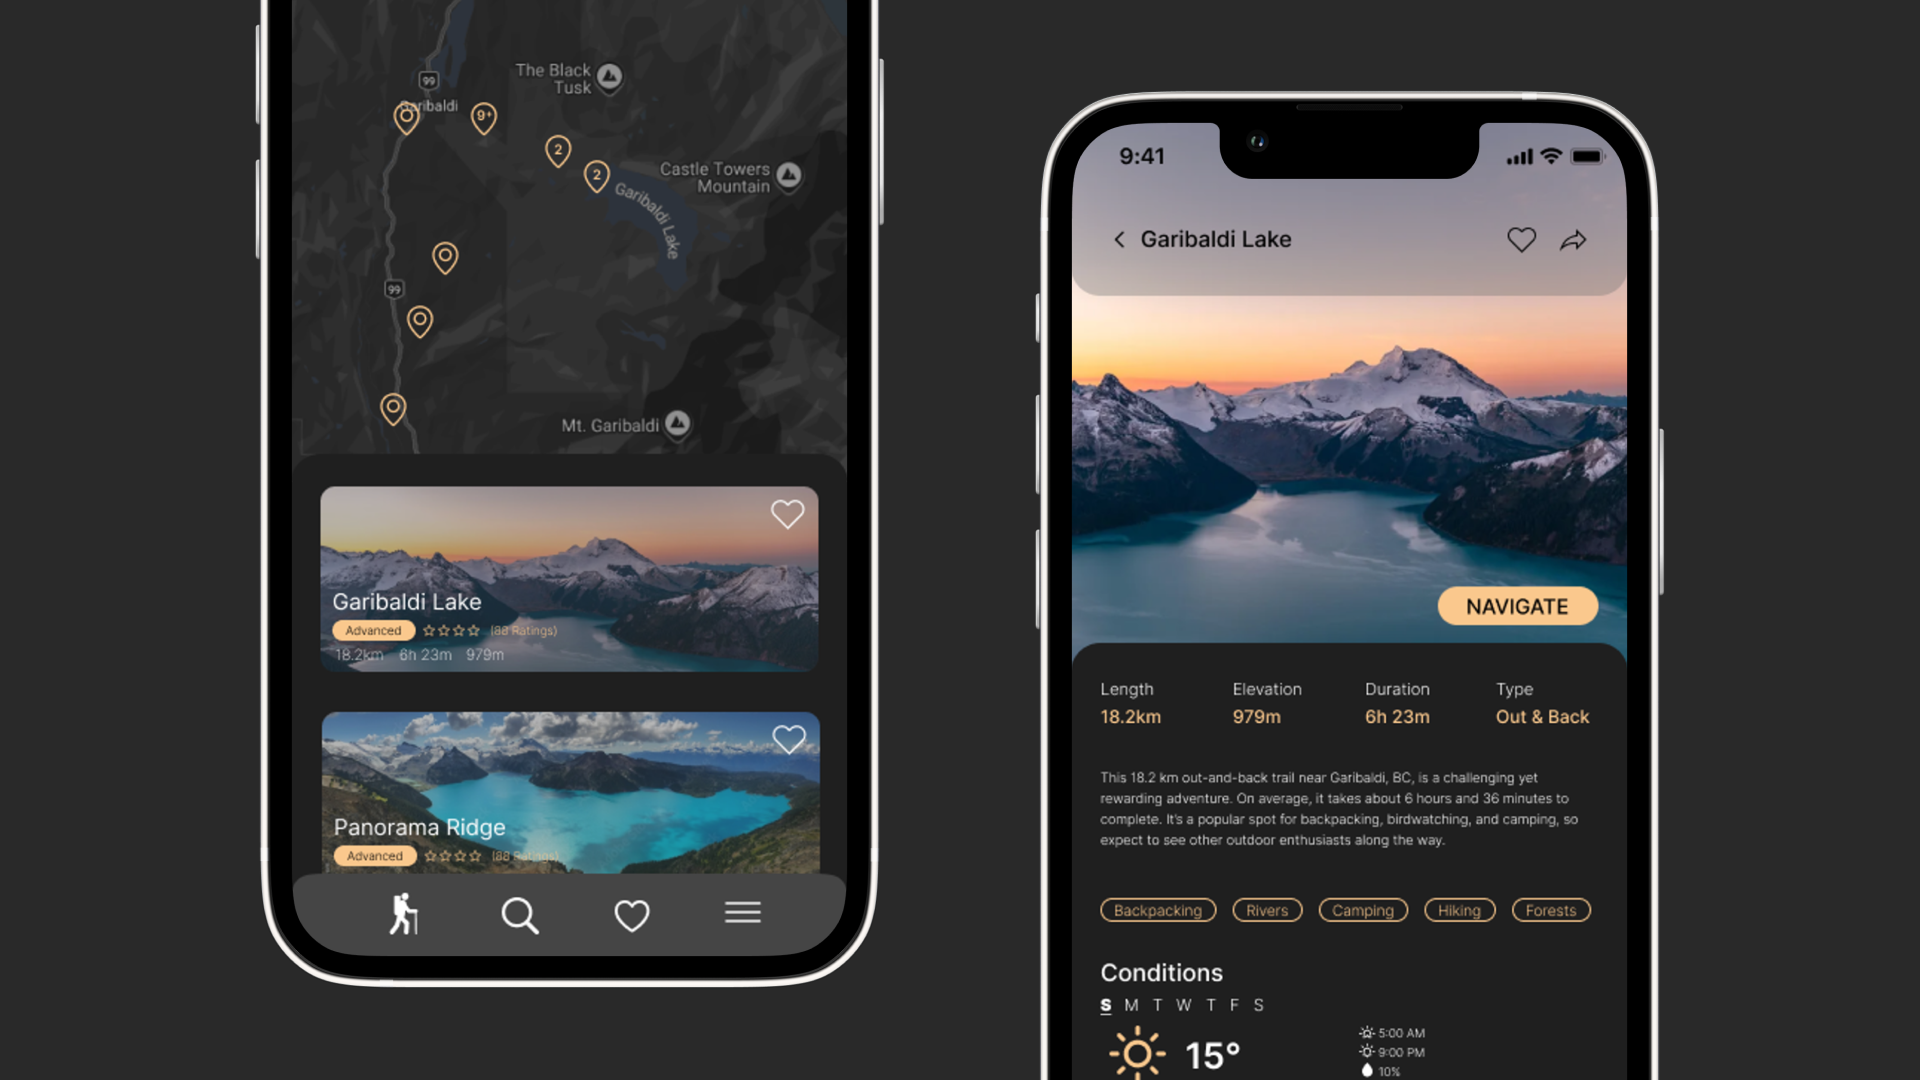 The Black
Tusk
99
Garibaldi
9+
2
2
Castle Towers
Mountain
Garibaldi Lake
99
Mt. Garibaldi
Garibaldi Lake
Advanced (88 Ratings)
18.2km 6h 23m 979m
Panorama Ridge
Advanced (88 Ratings)
9:41
Garibaldi Lake
NAVIGATE
Length Elevation Duration Type
18.2km 979m 6h 23m Out & Back
This 18.2 km out-and-back trail near Garibaldi, BC, is a challenging yet
rewarding adventure. On average, it takes about 6 hours and 36 minutes to
complete. It's a popular spot for backpacking, birdwatching, and camping, so
expect to see other outdoor enthusiasts along the way.
Backpacking Rivers Camping Hiking Forests
Conditions
S M T W T F S
15°
5:00 AM
9:00 PM
10%